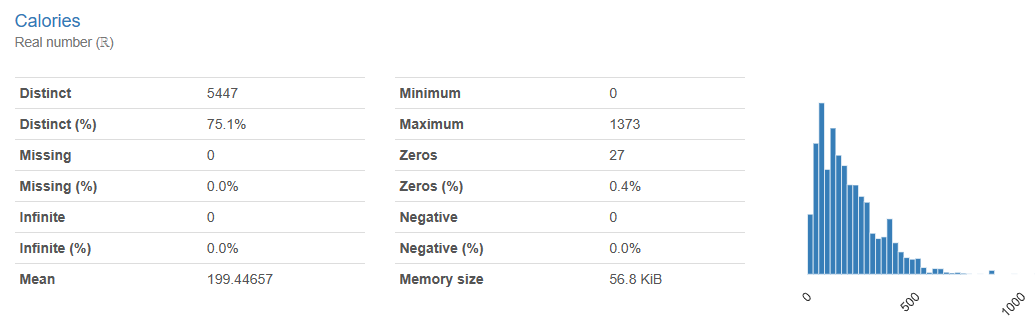 Calories
Real number (ℝ)
Distinct 5447
Distinct (%) 75.1%
Missing 0
Missing (%) 0.0%
Infinite 0
Infinite (%) 0.0%
Mean 199.44657
Minimum 0
Maximum 1373
Zeros 27
Zeros (%) 0.4%
Negative 0
Negative (%) 0.0%
Memory size 56.8 KiB
0
500
1000